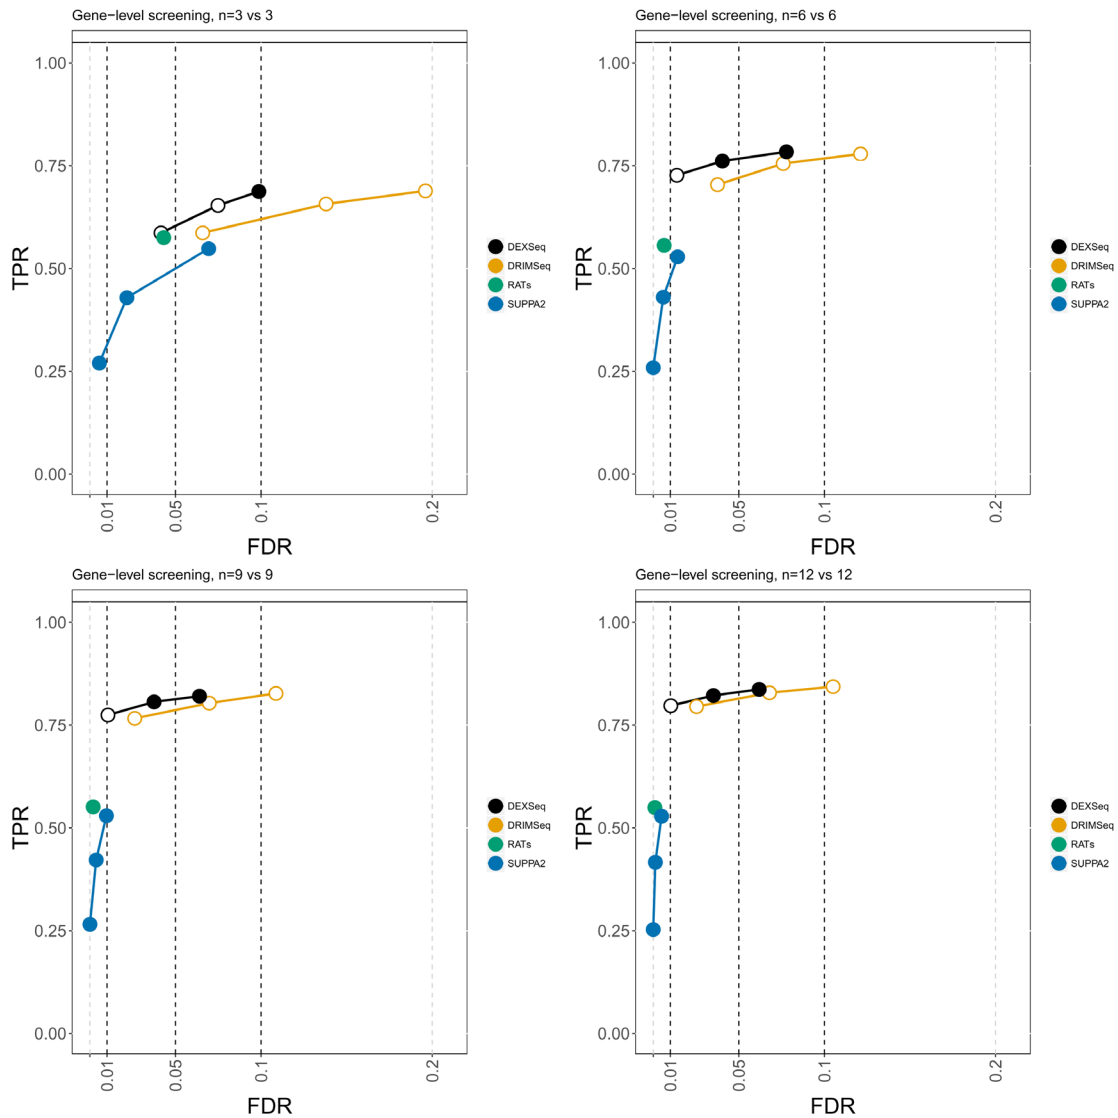 Gene−level screening, n=3 vs 3
1.00
0.75
0.50
0.25
0.00
TPR
0.01
0.05
0.1
0.2
FDR
DEXSeq
DRIMSeq
RATs
SUPPA2
Gene−level screening, n=6 vs 6
1.00
0.75
0.50
0.25
0.00
TPR
0.01
0.05
0.1
0.2
FDR
DEXSeq
DRIMSeq
RATs
SUPPA2
Gene−level screening, n=9 vs 9
1.00
0.75
0.50
0.25
0.00
TPR
0.01
0.05
0.1
0.2
FDR
DEXSeq
DRIMSeq
RATs
SUPPA2
Gene−level screening, n=12 vs 12
1.00
0.75
0.50
0.25
0.00
TPR
0.01
0.05
0.1
0.2
FDR
DEXSeq
DRIMSeq
RATs
SUPPA2